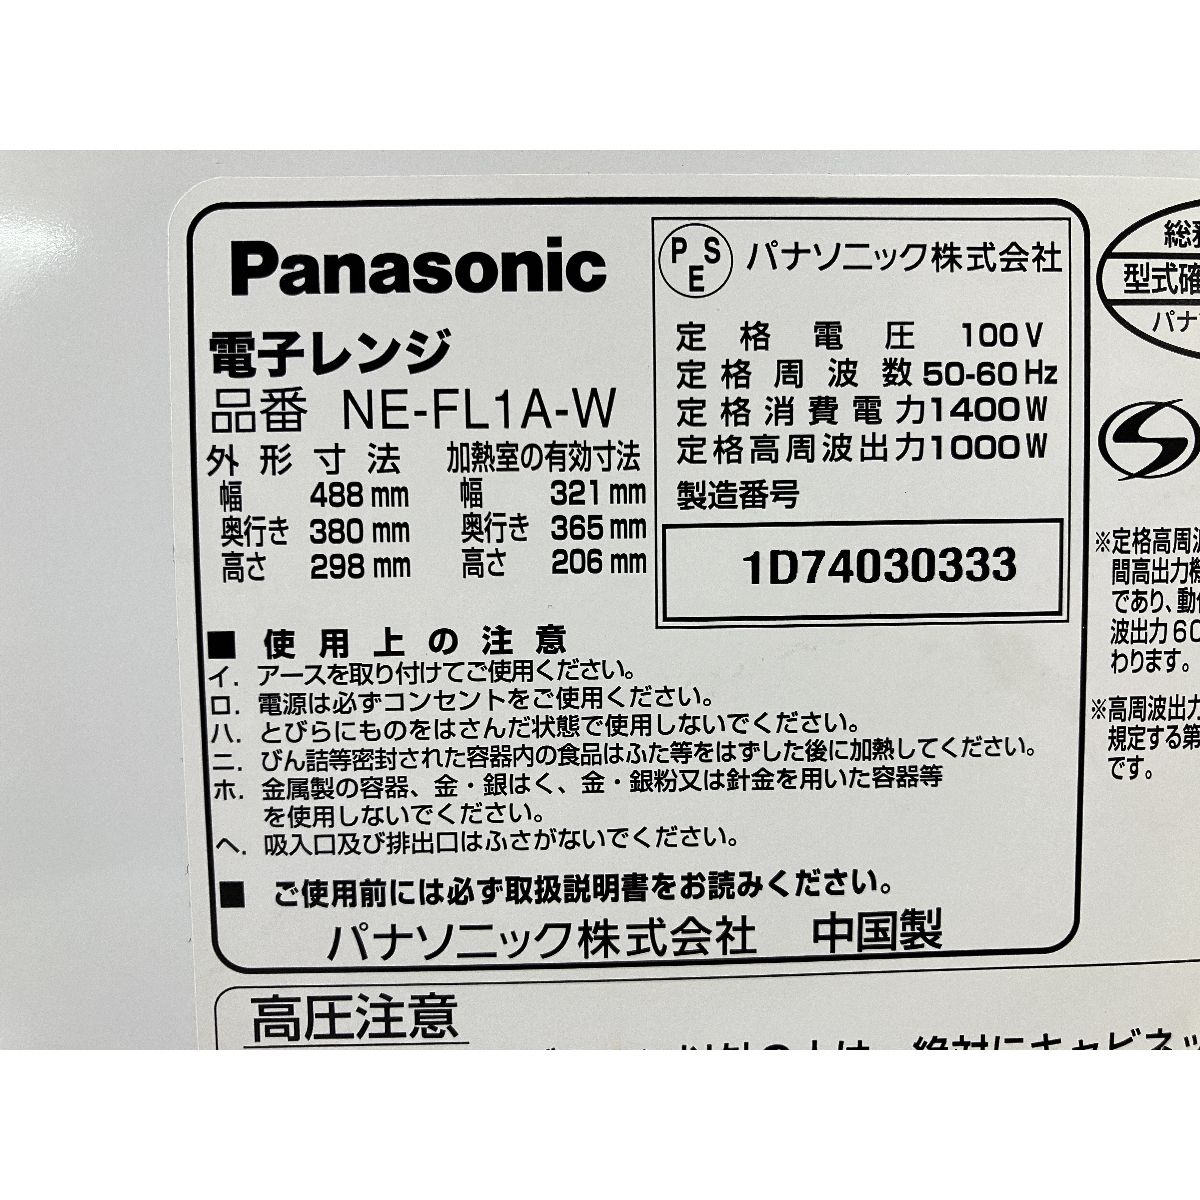 Panasonic
電子レンジ
品番 NE-FL1A-W
外形寸法 加熱室の有効寸法
幅 488mm 幅 321mm
奥行き 380mm 奥行き 365mm
高さ 298mm 高さ 206mm
PSE パナソニック株式会社
定格電圧 100V
定格周波数 50-60Hz
定格消費電力 1400W
定格高周波出力 1000W
製造番号
1D74030333
■ 使用上の注意
イ. アースを取り付けてご使用ください。
ロ. 電源は必ずコンセントをご使用ください。
ハ. とびらにものをはさんだ状態で使用しないでください。
ニ. びん詰等密封された容器内の食品はふた等をはずした後に加熱してください。
ホ. 金属製の容器、金・銀はく、金・銀粉又は針金を用いた容器等
を使用しないでください。
ヘ. 吸入口及び排出口はふさがないでください。
■ ご使用前には必ず取扱説明書をお読みください。
パナソニック株式会社 中国製
型式確
パナ
※定格高周波
間高出力機
であり、動作
波出力60
わります。
※高周波出力
規定する第
です。
高圧注意
絶対にキャビネッ